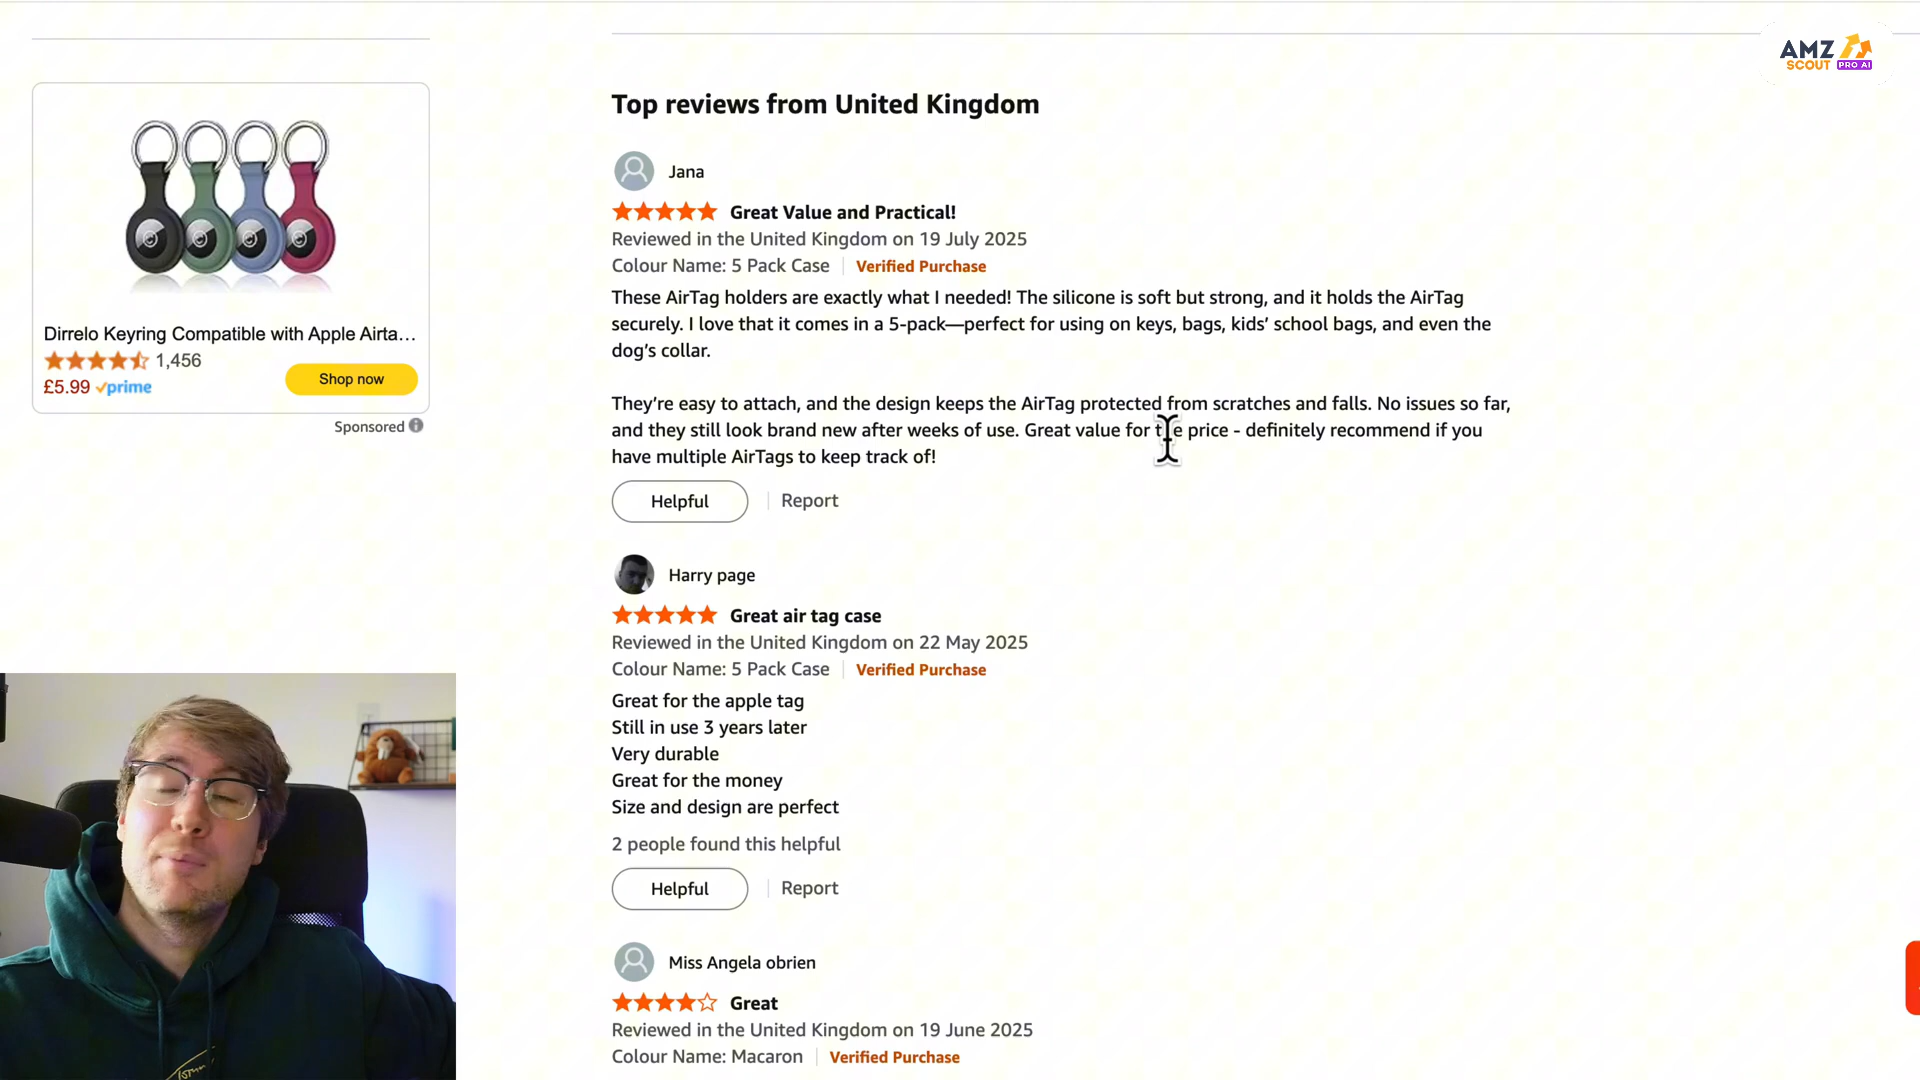 AMZ
SCOUT PRO AI
Dirrelo Keyring Compatible with Apple Airta...
1,456
£5.99 prime
Shop now
Sponsored
Top reviews from United Kingdom
Jana
Great Value and Practical!
Reviewed in the United Kingdom on 19 July 2025
Colour Name: 5 Pack Case | Verified Purchase
These AirTag holders are exactly what I needed! The silicone is soft but strong, and it holds the AirTag
securely. I love that it comes in a 5-pack—perfect for using on keys, bags, kids’ school bags, and even the
dog’s collar.
They’re easy to attach, and the design keeps the AirTag protected from scratches and falls. No issues so far,
and they still look brand new after weeks of use. Great value for the price - definitely recommend if you
have multiple AirTags to keep track of!
Helpful | Report
Harry page
Great air tag case
Reviewed in the United Kingdom on 22 May 2025
Colour Name: 5 Pack Case | Verified Purchase
Great for the apple tag
Still in use 3 years later
Very durable
Great for the money
Size and design are perfect
2 people found this helpful
Helpful | Report
Miss Angela obrien
Great
Reviewed in the United Kingdom on 19 June 2025
Colour Name: Macaron | Verified Purchase